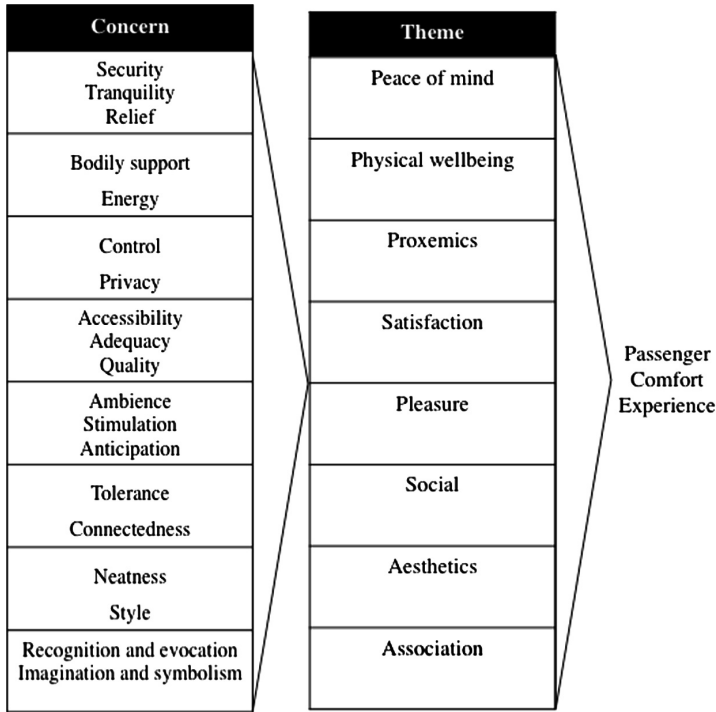 Concern
Security
Tranquility
Relief
Bodily support
Energy
Control
Privacy
Accessibility
Adequacy
Quality
Ambience
Stimulation
Anticipation
Tolerance
Connectedness
Neatness
Style
Recognition and evocation
Imagination and symbolism
Theme
Peace of mind
Physical wellbeing
Proxemics
Satisfaction
Pleasure
Social
Aesthetics
Association
Passenger
Comfort
Experience